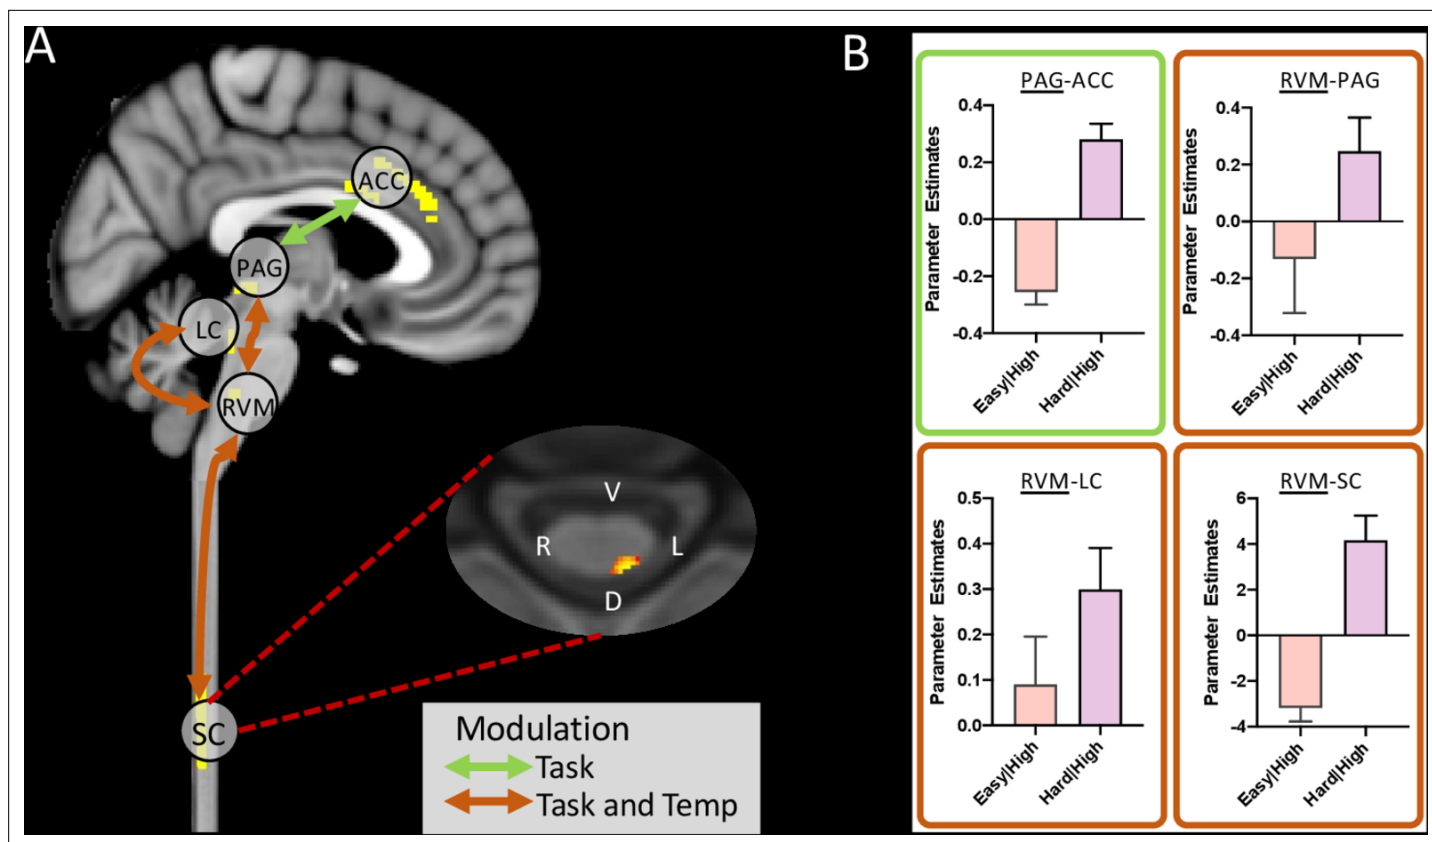 A
ACC
PAG
LC
RVM
V
R
L
D
SC
Modulation
Task
Task and Temp
B
PAG-ACC
Parameter Estimates
0.4
0.2
0.0
-0.2
-0.4
Easy|High
Hard|High
RVM-PAG
Parameter Estimates
0.4
0.2
0.0
-0.2
-0.4
Easy|High
Hard|High
RVM-LC
Parameter Estimates
0.5
0.4
0.3
0.2
0.1
0.0
Easy|High
Hard|High
RVM-SC
Parameter Estimates
6
4
2
0
-2
-4
Easy|High
Hard|High